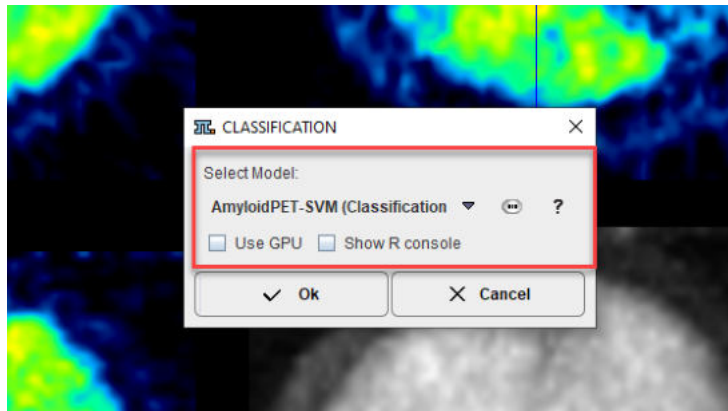 CLASSIFICATION
Select Model:
AmyloidPET-SVM (Classification
?
Use GPU Show R console
Ok Cancel